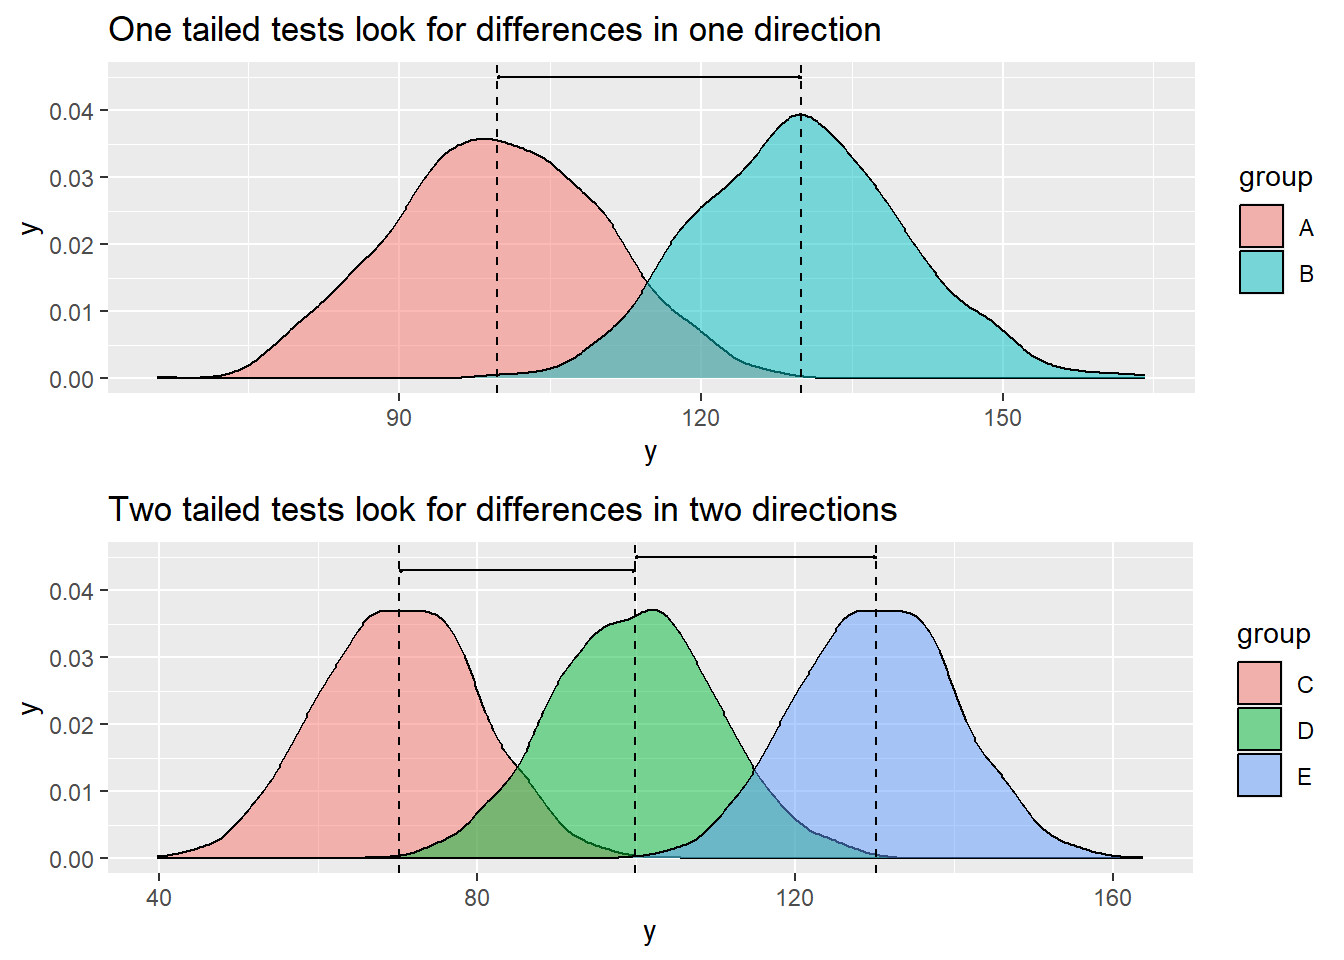 One tailed tests look for differences in one direction
0.04
0.03
0.02
0.01
0.00
y
90
120
150
y
group
A
B
Two tailed tests look for differences in two directions
0.04
0.03
0.02
0.01
0.00
y
40
80
120
160
y
group
C
D
E